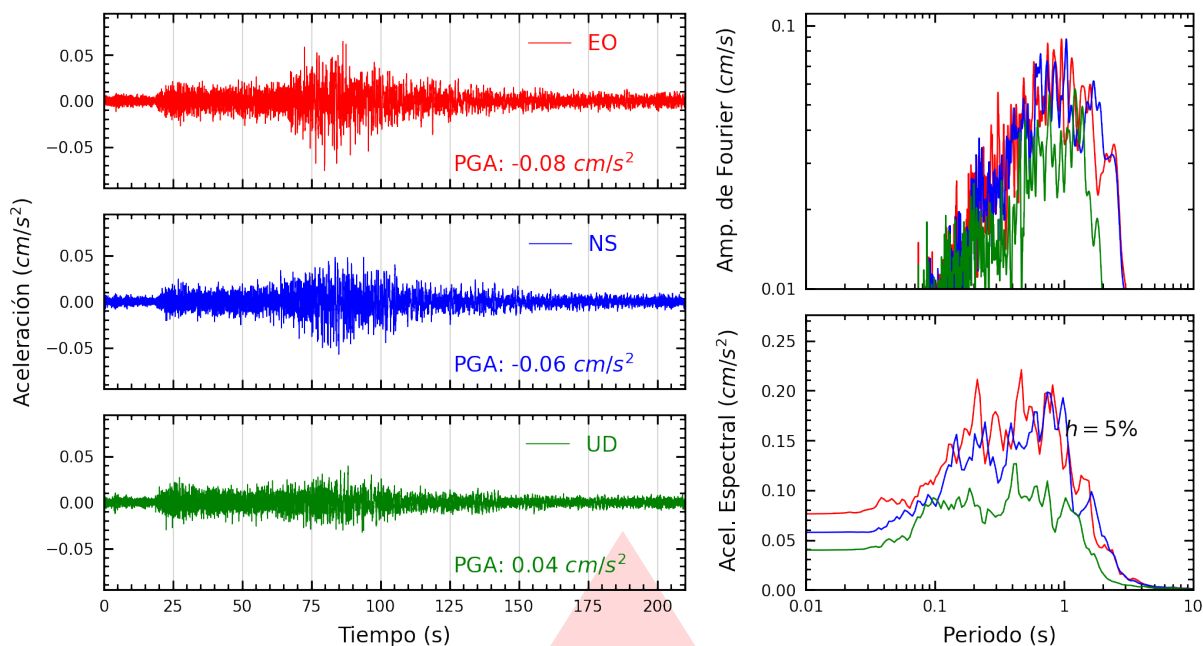 EO
0.05
0.00
−0.05
PGA: -0.08 cm/s²
NS
0.05
0.00
−0.05
PGA: -0.06 cm/s²
Aceleración (cm/s²)
UD
0.05
0.00
−0.05
PGA: 0.04 cm/s²
0 25 50 75 100 125 150 175 200
Tiempo (s)
0.1
0.01
Amp. de Fourier (cm/s)
0.20
0.15
0.10
0.05
0.00
Acel. Espectral (cm/s²)
h = 5%
0.01 0.1 1 10
Periodo (s)